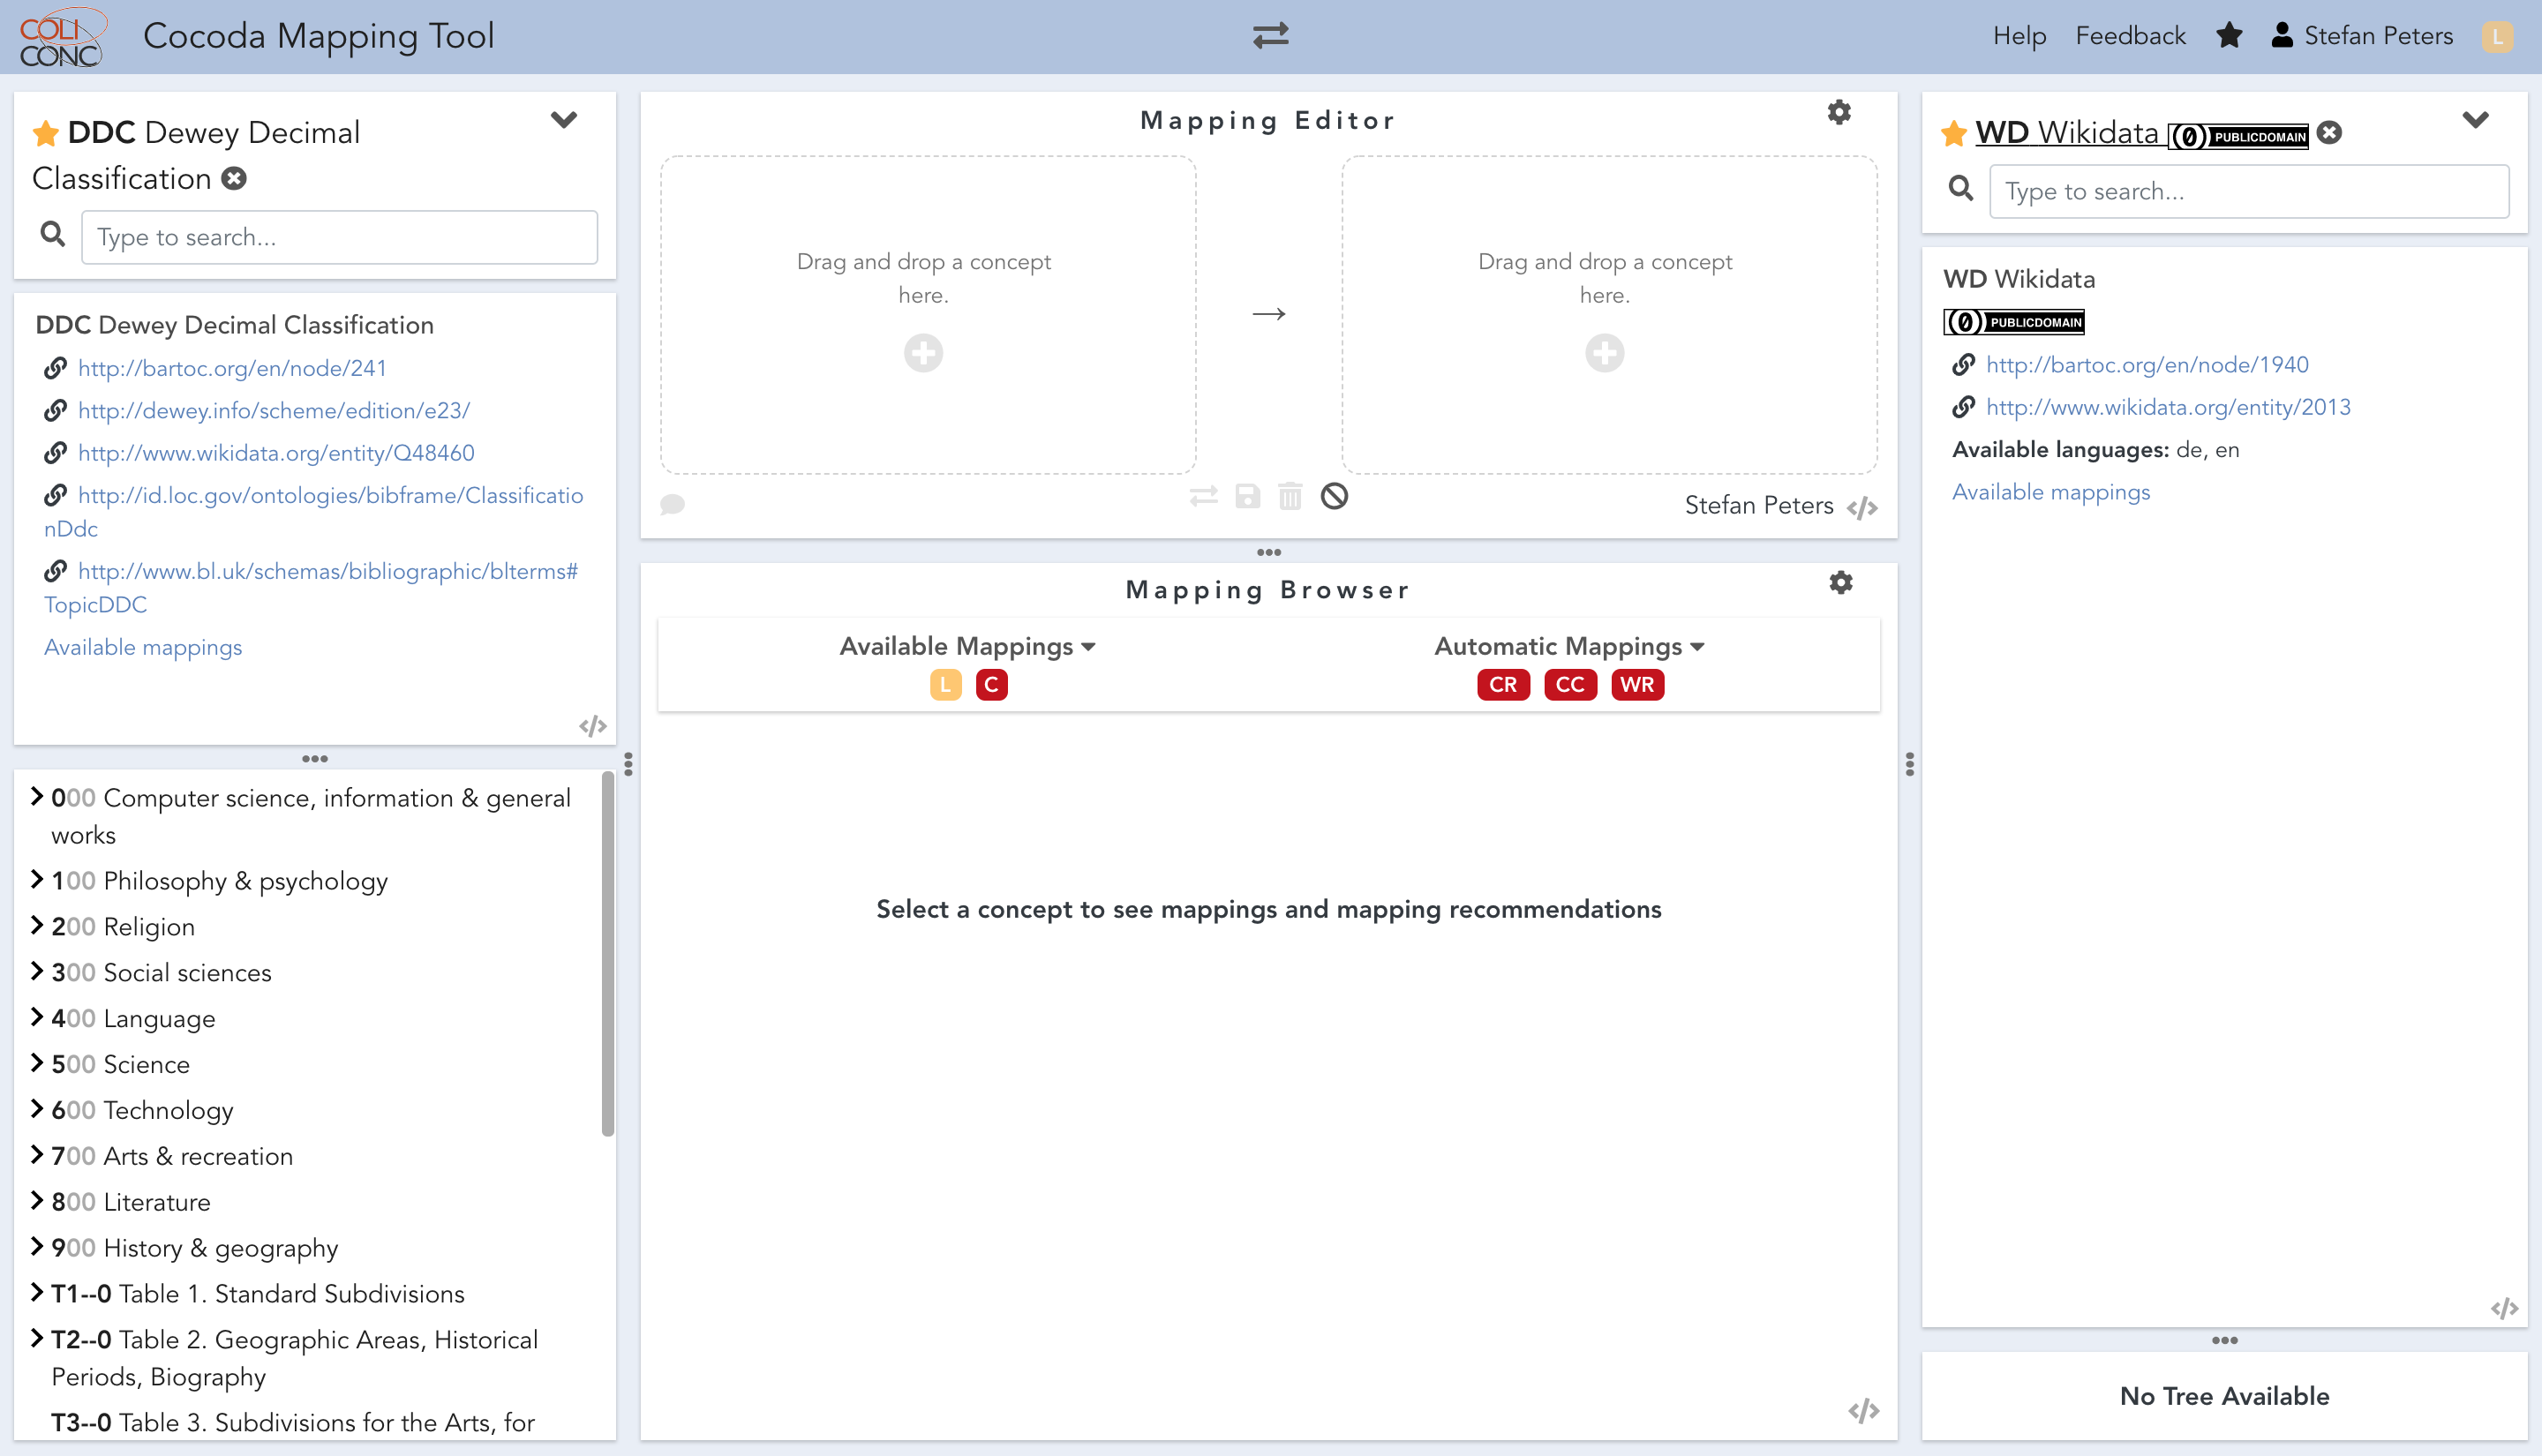 COLI
CONC
Cocoda Mapping Tool
Help
Feedback
Stefan Peters
L
DDC Dewey Decimal
Classification
Type to search...
DDC Dewey Decimal Classification
http://bartoc.org/en/node/241
http://dewey.info/scheme/edition/e23/
http://www.wikidata.org/entity/Q48460
http://id.loc.gov/ontologies/bibframe/Classificatio
nDdc
http://www.bl.uk/schemas/bibliographic/blterms#
TopicDDC
Available mappings
</>
000 Computer science, information & general
works
100 Philosophy & psychology
200 Religion
300 Social sciences
400 Language
500 Science
600 Technology
700 Arts & recreation
800 Literature
900 History & geography
T1--0 Table 1. Standard Subdivisions
T2--0 Table 2. Geographic Areas, Historical
Periods, Biography
T3--0 Table 3. Subdivisions for the Arts, for
Mapping Editor
Drag and drop a concept
here.
→
Drag and drop a concept
here.
Stefan Peters </>
Mapping Browser
Available Mappings
L C
Automatic Mappings
CR CC WR
Select a concept to see mappings and mapping recommendations
</>
WD Wikidata PUBLICDOMAIN
Type to search...
WD Wikidata
PUBLICDOMAIN
http://bartoc.org/en/node/1940
http://www.wikidata.org/entity/2013
Available languages: de, en
Available mappings
</>
No Tree Available